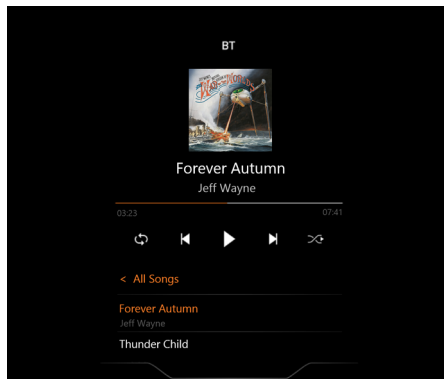 BT
Forever Autumn
Jeff Wayne
03:23 07:41
< All Songs
Forever Autumn
Jeff Wayne
Thunder Child